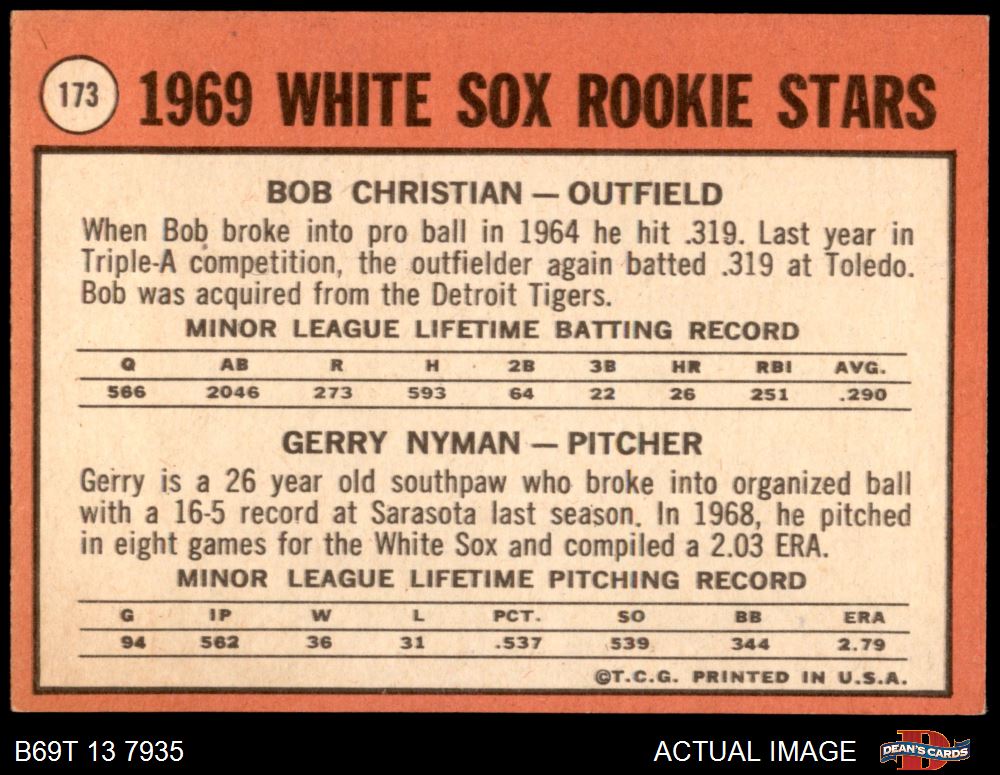 173
1969 WHITE SOX ROOKIE STARS
BOB CHRISTIAN — OUTFIELD
When Bob broke into pro ball in 1964 he hit .319. Last year in
Triple-A competition, the outfielder again batted .319 at Toledo.
Bob was acquired from the Detroit Tigers.
MINOR LEAGUE LIFETIME BATTING RECORD
G AB R H 2B 3B HR RBI AVG.
566 2046 273 593 64 22 26 251 .290
GERRY NYMAN — PITCHER
Gerry is a 26 year old southpaw who broke into organized ball
with a 16-5 record at Sarasota last season. In 1968, he pitched
in eight games for the White Sox and compiled a 2.03 ERA.
MINOR LEAGUE LIFETIME PITCHING RECORD
G IP W L PCT. SO BB ERA
94 562 36 31 .537 539 344 2.79
©T.C.G. PRINTED IN U.S.A.
B69T 13 7935
ACTUAL IMAGE
DEAN'S CARDS